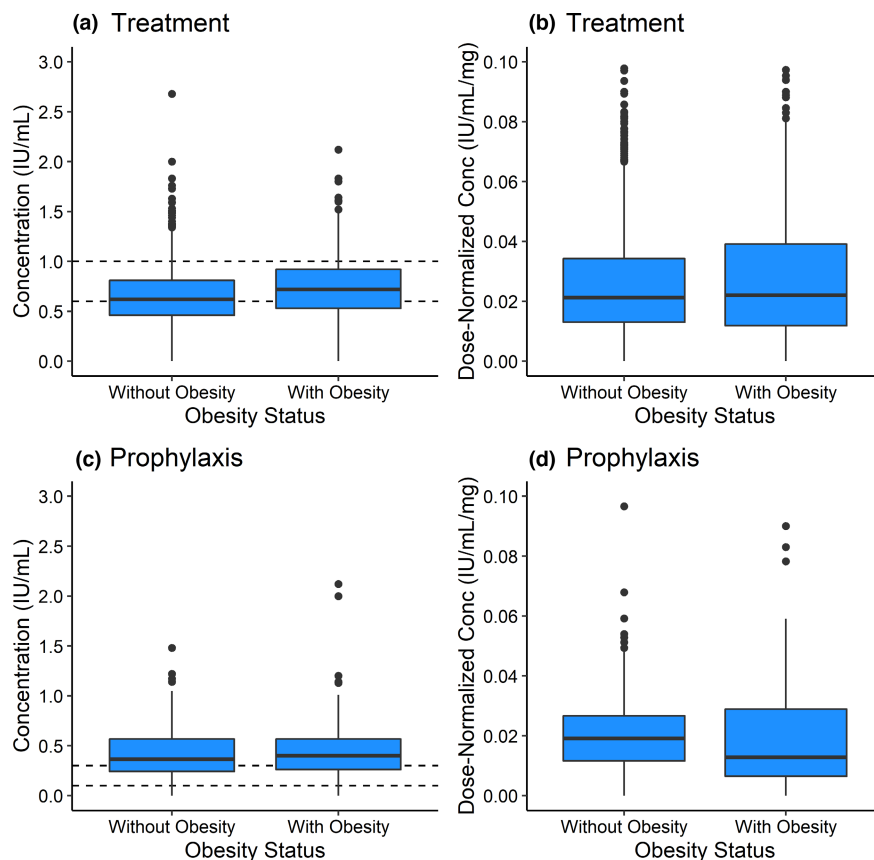 (a) Treatment
Concentration (IU/mL)
3.0
2.5
2.0
1.5
1.0
0.5
0.0
Without Obesity
With Obesity
Obesity Status
(b) Treatment
Dose-Normalized Conc (IU/mL/mg)
0.10
0.08
0.06
0.04
0.02
0.00
Without Obesity
With Obesity
Obesity Status
(c) Prophylaxis
Concentration (IU/mL)
3.0
2.5
2.0
1.5
1.0
0.5
0.0
Without Obesity
With Obesity
Obesity Status
(d) Prophylaxis
Dose-Normalized Conc (IU/mL/mg)
0.10
0.08
0.06
0.04
0.02
0.00
Without Obesity
With Obesity
Obesity Status